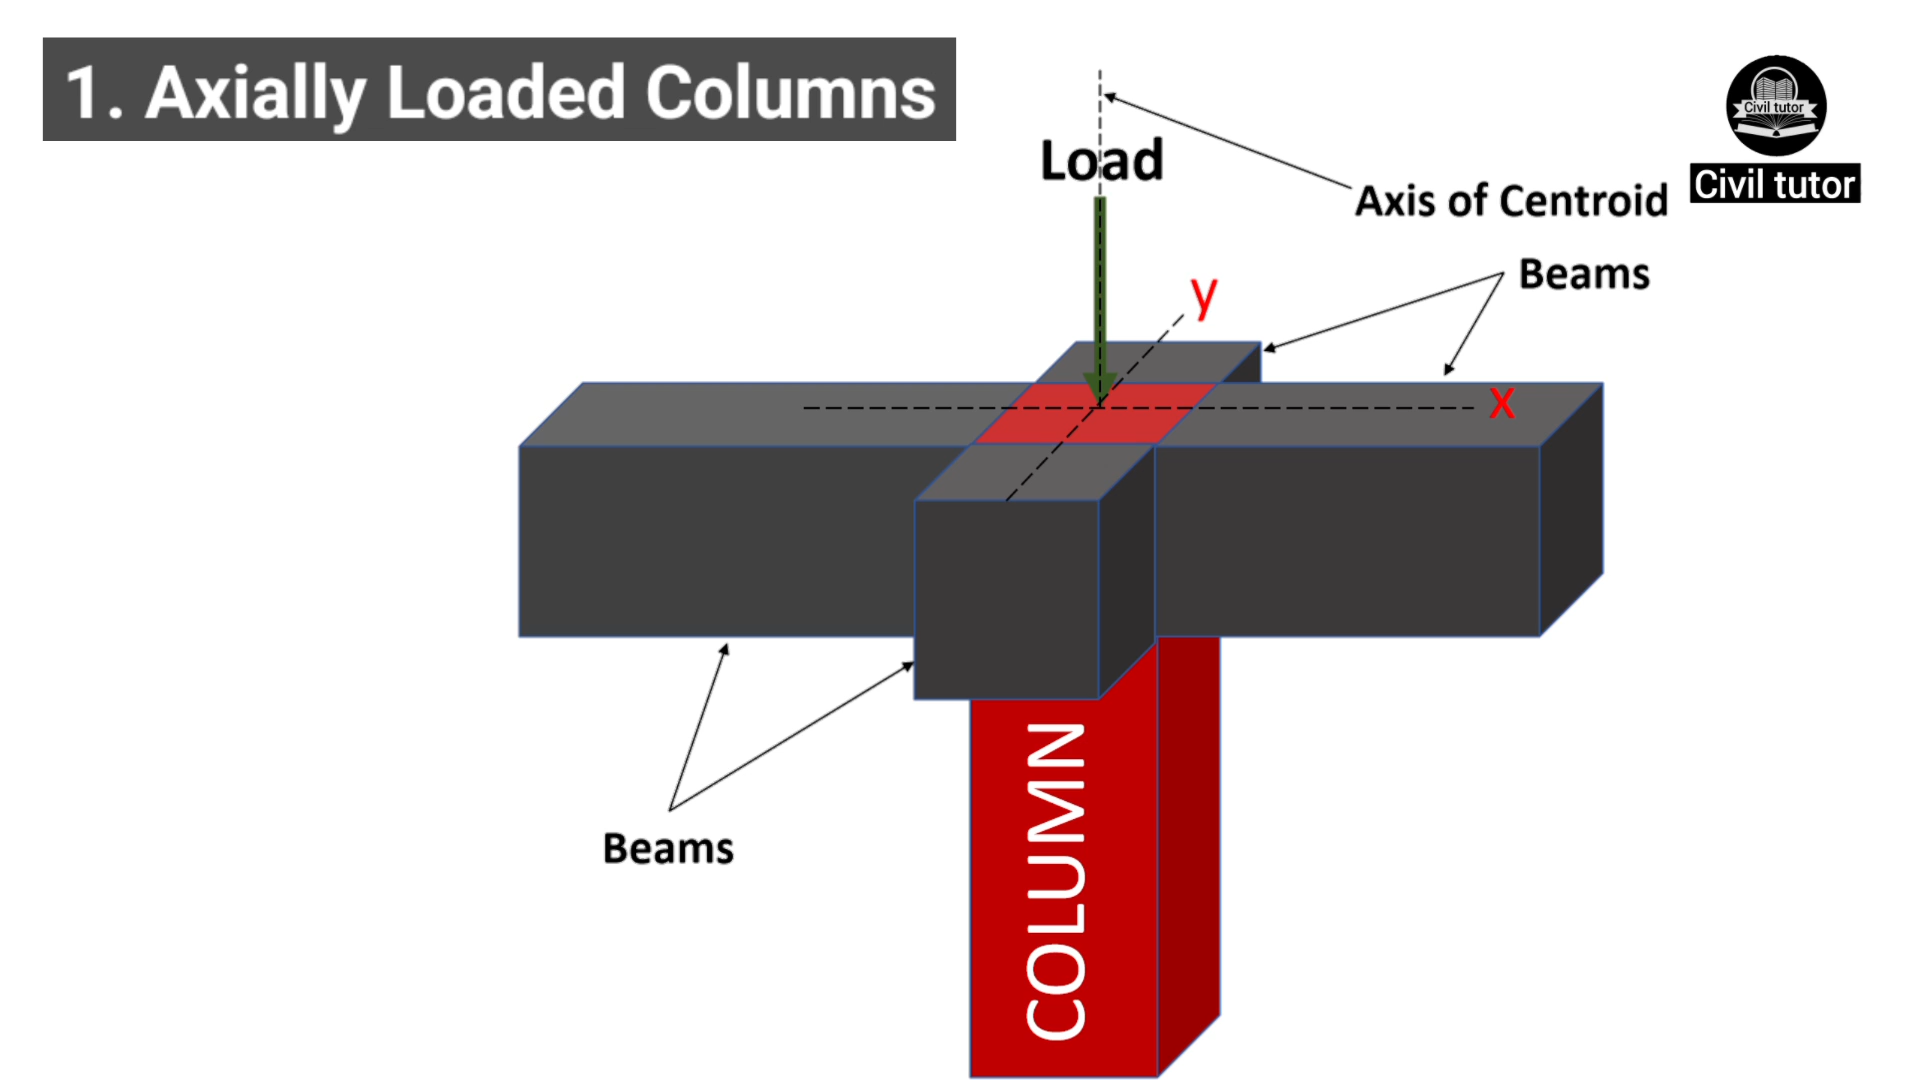 1. Axially Loaded Columns
Civil tutor
Civil tutor
Load
Axis of Centroid
Beams
y
x
Beams
COLUMN